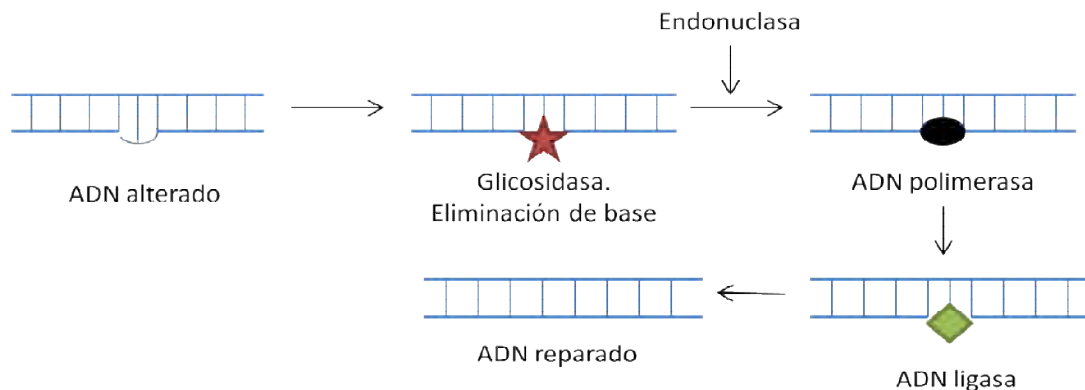 Endonuclasa
ADN alterado
Glicosidasa.
Eliminación de base
ADN polimerasa
ADN reparado
ADN ligasa